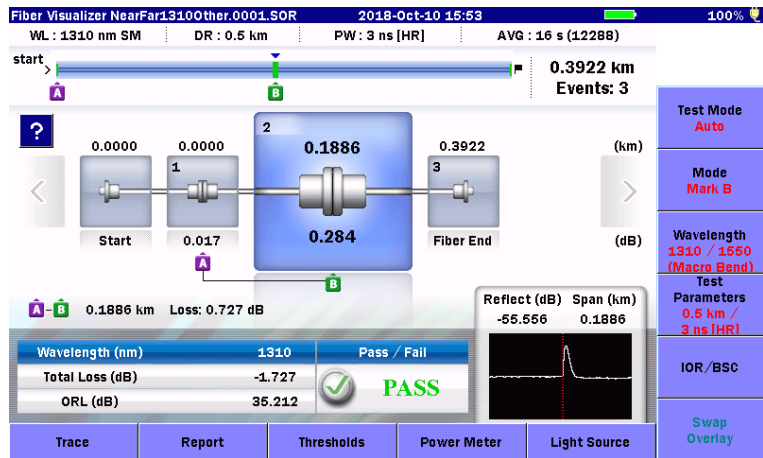 Fiber Visualizer NearFar1310Other.0001.SOR 2018-Oct-10 15:53 100%
WL : 1310 nm SM DR : 0.5 km PW : 3 ns [HR] AVG : 16 s (12288)
start
0.3922 km
Events: 3
A B
?
0.0000 0.0000 2 0.1886 0.3922 (km)
1 3
Start 0.017 0.284 Fiber End (dB)
A
B
A-B 0.1886 km Loss: 0.727 dB
Reflect (dB) Span (km)
-55.556 0.1886
Wavelength (nm) 1310 Pass / Fail
Total Loss (dB) -1.727 PASS
ORL (dB) 35.212
Test Mode
Auto
Mode
Mark B
Wavelength
1310 / 1550
(Macro Bend)
Test
Parameters
0.5 km /
3 ns [HR]
IOR/BSC
Swap
Overlay
Trace Report Thresholds Power Meter Light Source